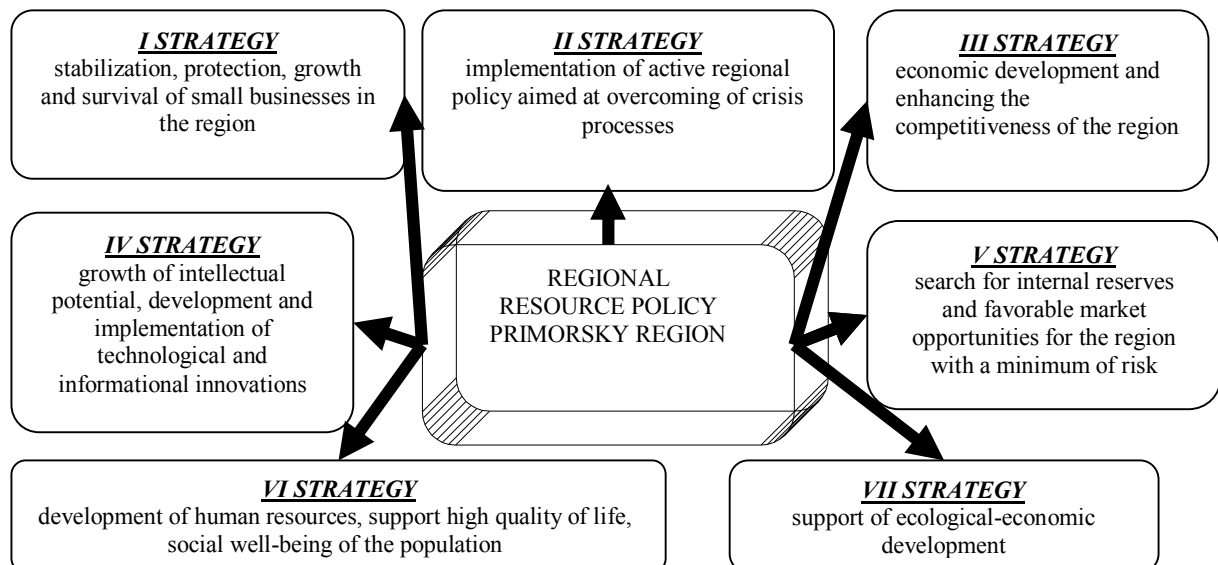 I STRATEGY
stabilization, protection, growth
and survival of small businesses in
the region
II STRATEGY
implementation of active regional
policy aimed at overcoming of crisis
processes
III STRATEGY
economic development and
enhancing the
competitiveness of the region
IV STRATEGY
growth of intellectual
potential, development and
implementation of
technological and
informational innovations
REGIONAL
RESOURCE POLICY
PRIMORSKY REGION
V STRATEGY
search for internal reserves
and favorable market
opportunities for the region
with a minimum of risk
VI STRATEGY
development of human resources, support high quality of life,
social well-being of the population
VII STRATEGY
support of ecological-economic
development